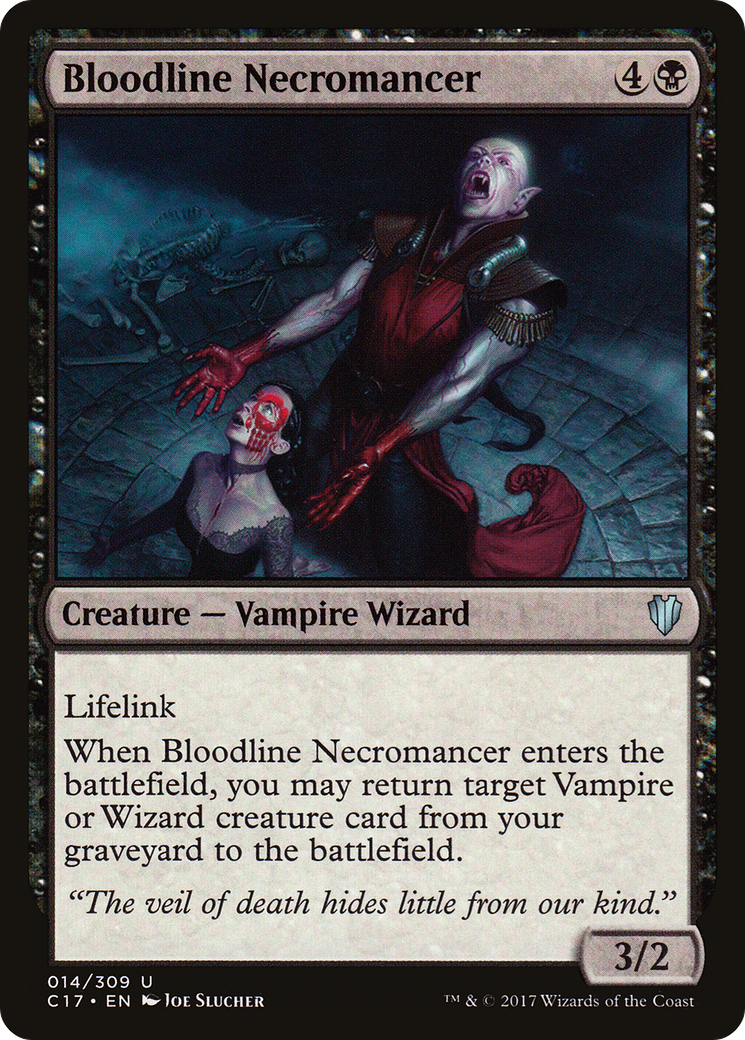 Bloodline Necromancer 4
Creature — Vampire Wizard
Lifelink
When Bloodline Necromancer enters the
battlefield, you may return target Vampire
or Wizard creature card from your
graveyard to the battlefield.
“The veil of death hides little from our kind.”
3/2
014/309 U
C17 • EN Joe Slucher ™ & © 2017 Wizards of the Coast